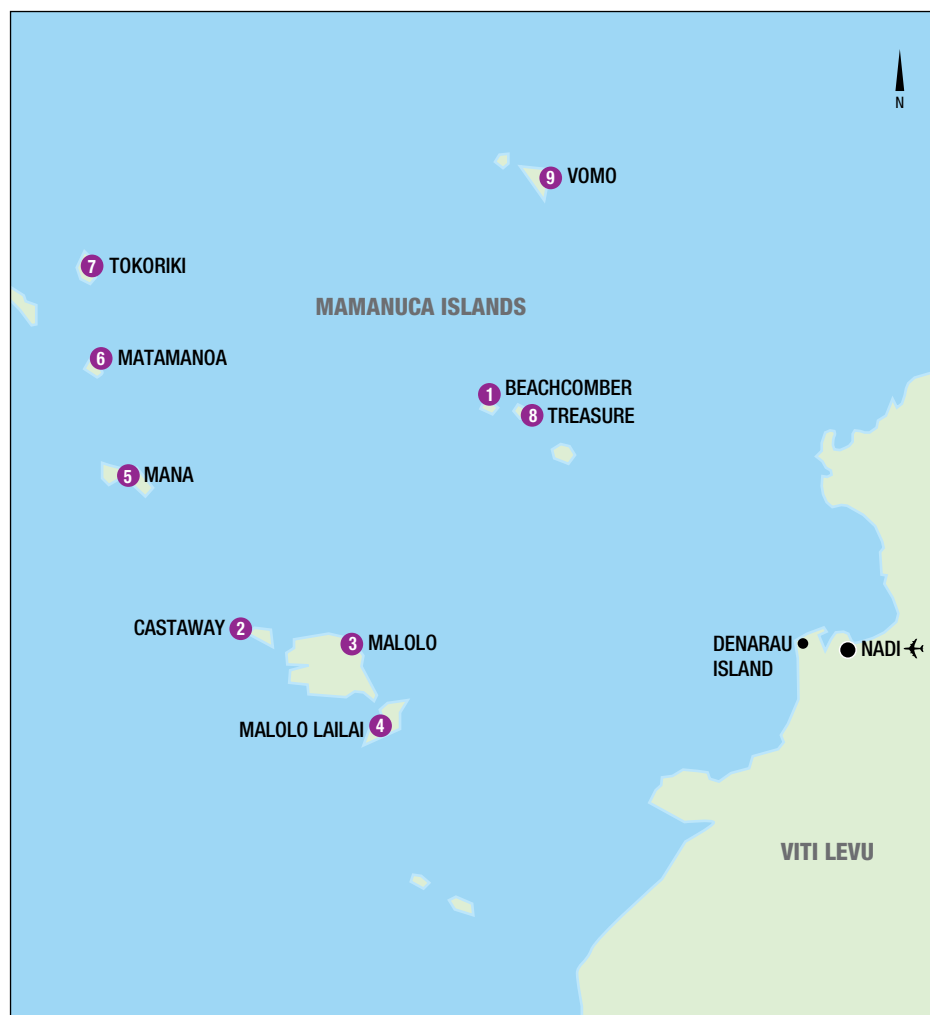 N
9 VOMO
7 TOKORIKI
MAMANUCA ISLANDS
6 MATAMANOA
1 BEACHCOMBER
8 TREASURE
5 MANA
CASTAWAY 2
3 MALOLO
DENARAU
ISLAND
NADI
MALOLO LAILAI 4
VITI LEVU